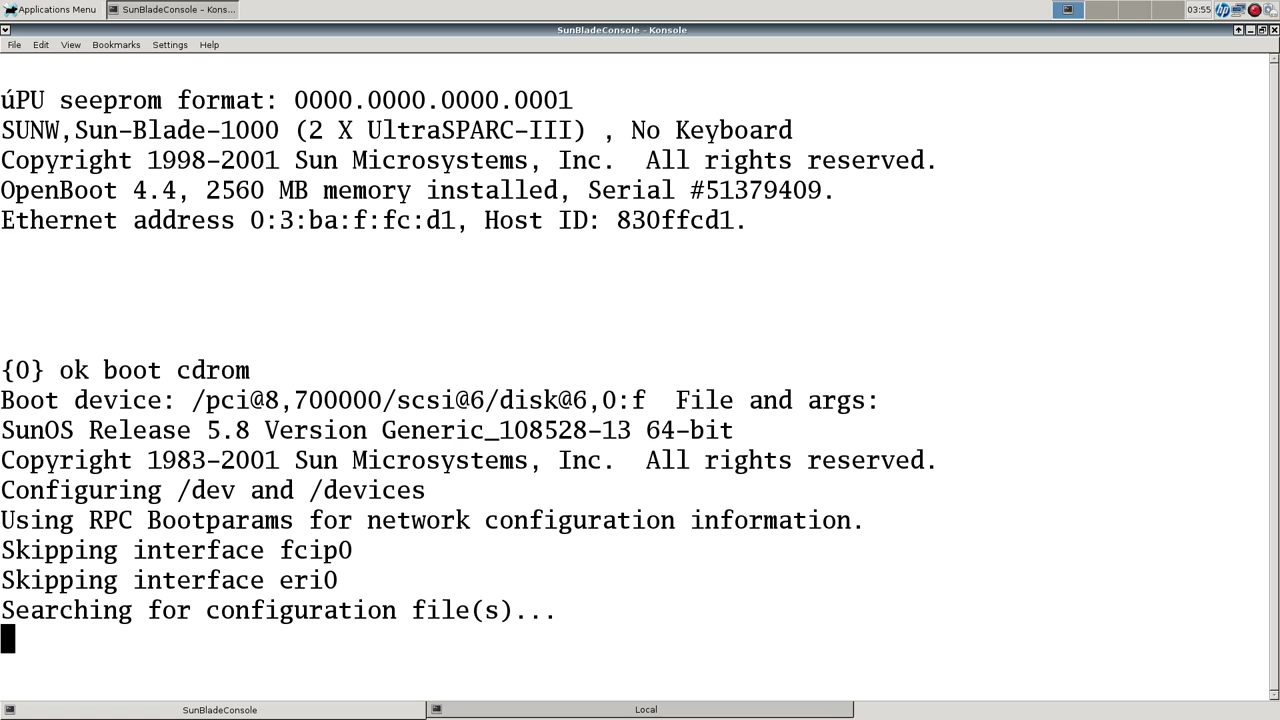 Applications Menu
SunBladeConsole - Kons...
03:55
SunBladeConsole - Konsole
File Edit View Bookmarks Settings Help
úPU seeprom format: 0000.0000.0000.0001
SUNW,Sun-Blade-1000 (2 X UltraSPARC-III) , No Keyboard
Copyright 1998-2001 Sun Microsystems, Inc.  All rights reserved.
OpenBoot 4.4, 2560 MB memory installed, Serial #51379409.
Ethernet address 0:3:ba:f:fc:d1, Host ID: 830ffcd1.
{0} ok boot cdrom
Boot device: /pci@8,700000/scsi@6/disk@6,0:f  File and args:
SunOS Release 5.8 Version Generic_108528-13 64-bit
Copyright 1983-2001 Sun Microsystems, Inc.  All rights reserved.
Configuring /dev and /devices
Using RPC Bootparams for network configuration information.
Skipping interface fcip0
Skipping interface eri0
Searching for configuration file(s)...
SunBladeConsole
Local